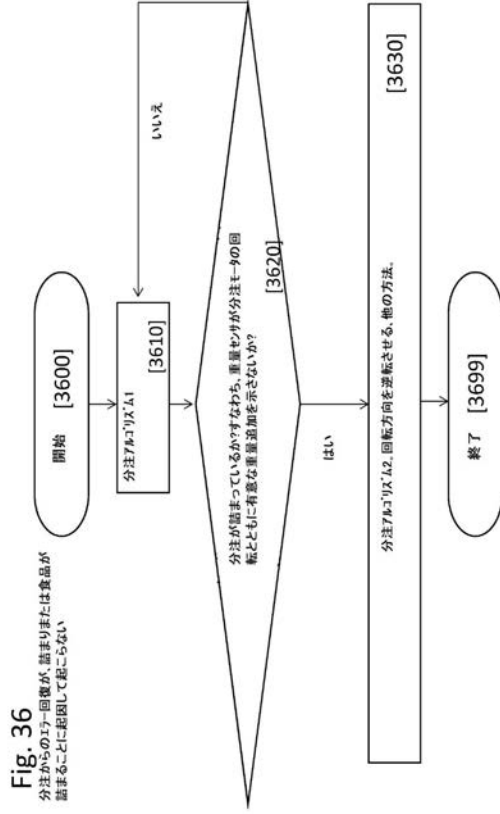 Fig. 36
分注からのエラー回復が、詰まりまたは食品が
詰まることに起因して起こらない
開始 [3600]
分注アルゴリズム1
[3610]
いいえ
分注が詰まっているか?すなわち、重量センサが分注モータの回
転とともに有意な重量追加を示さないか?
[3620]
はい
分注アルゴリズム2。回転方向を逆転させる、他の方法。
[3630]
終了 [3699]